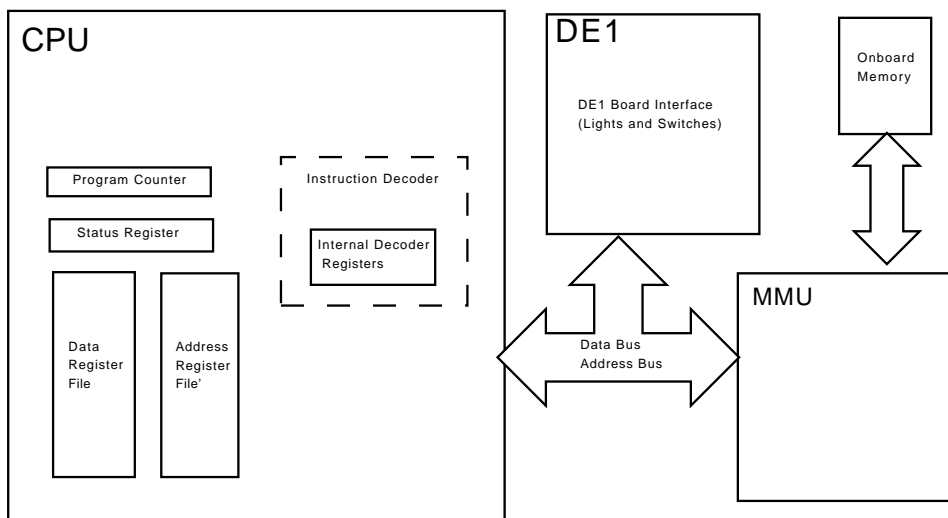 CPU
Program Counter
Status Register
Data
Register
File
Address
Register
File'
Instruction Decoder
Internal Decoder
Registers
DE1
DE1 Board Interface
(Lights and Switches)
Data Bus
Address Bus
Onboard
Memory
MMU